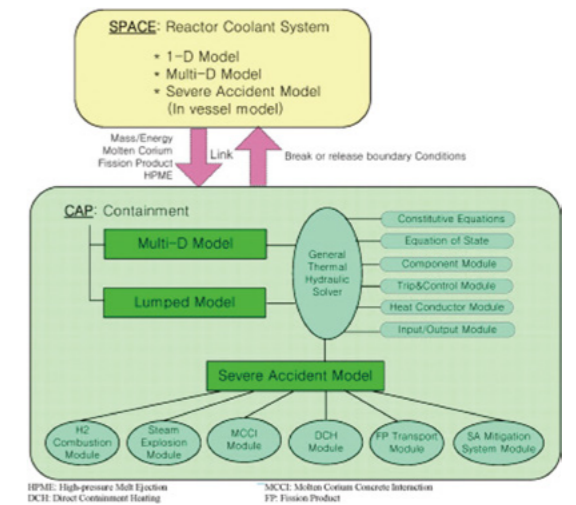 SPACE: Reactor Coolant System
* 1-D Model
* Multi-D Model
* Severe Accident Model
(In vessel model)
Mass/Energy
Molten Corium
Fission Product
HPME
Link
Break or release boundary Conditions
CAP: Containment
Multi-D Model
Lumped Model
General
Thermal
Hydraulic
Solver
Constitutive Equations
Equation of State
Component Module
Trip&Control Module
Heat Conductor Module
Input/Output Module
Severe Accident Model
H2
Combustion
Module
Steam
Explosion
Module
MCCI
Module
DCH
Module
FP Transport
Module
SA Mitigation
System Module
HPME: High-pressure Melt Ejection
MCCI: Molten Corium Concrete Interaction
DCH: Direct Containment Heating
FP: Fission Product